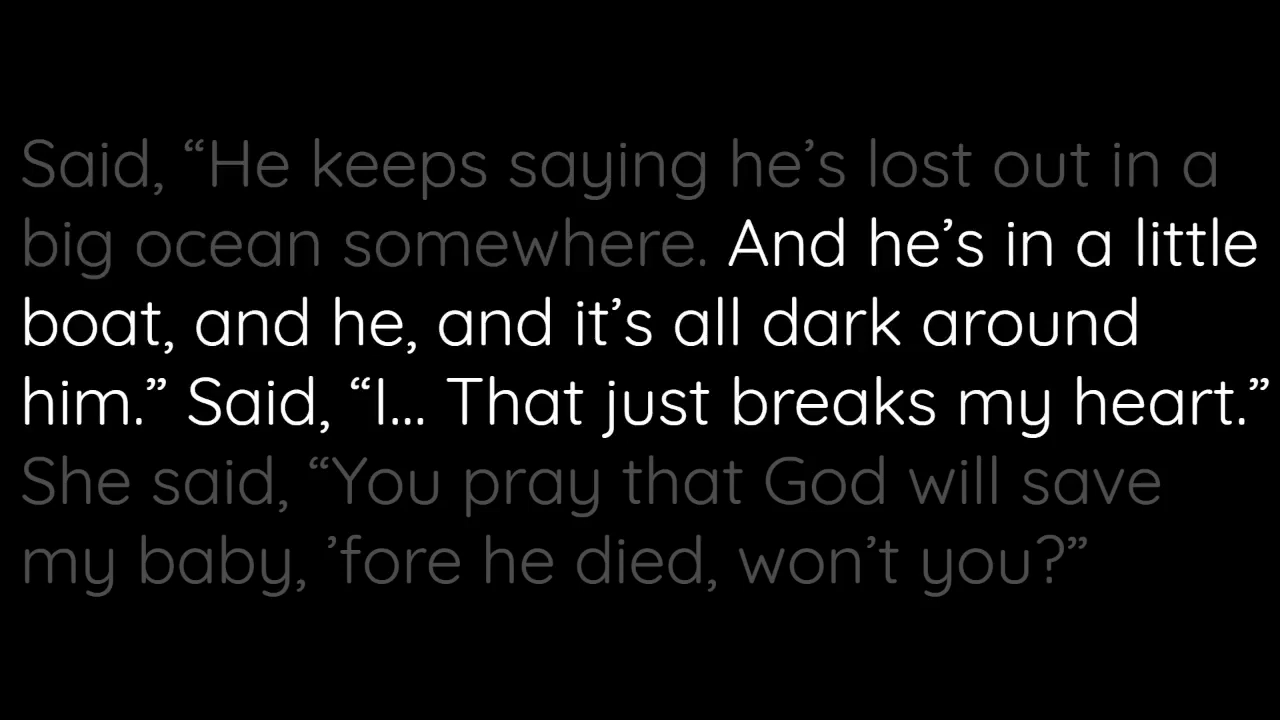 Said, “He keeps saying he’s lost out in a
big ocean somewhere. And he’s in a little
boat, and he, and it’s all dark around
him.” Said, “I... That just breaks my heart.”
She said, “You pray that God will save
my baby, ’fore he died, won’t you?”